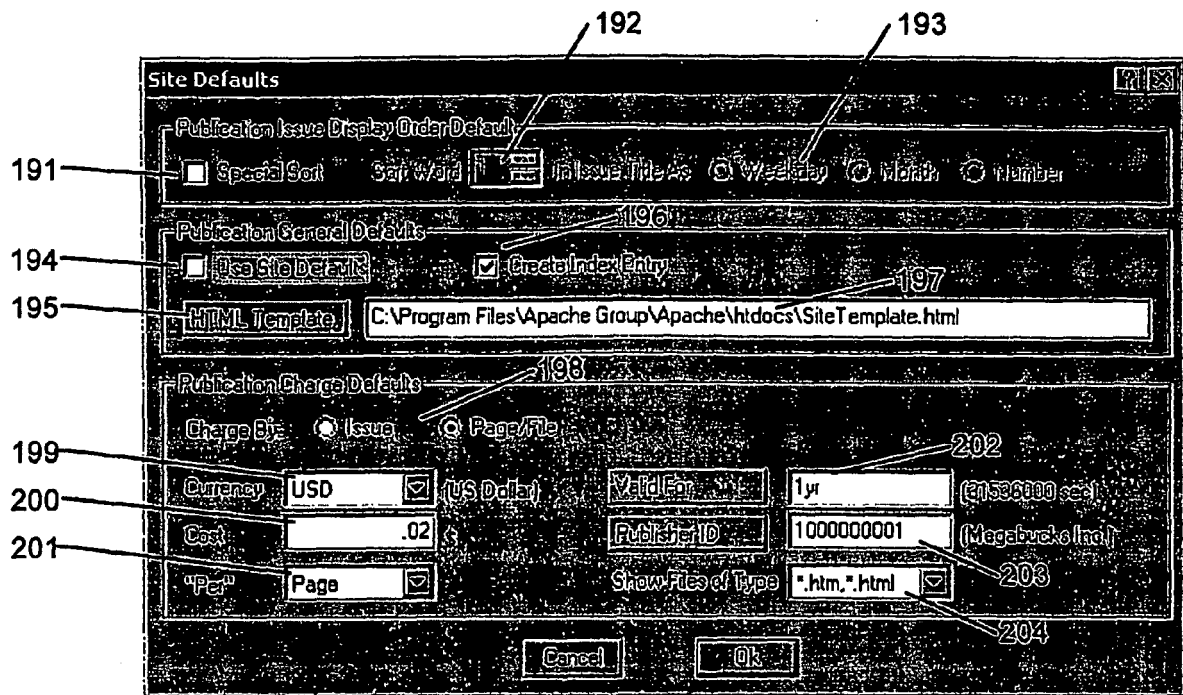 192 193
Site Defaults
Publication Issue Display Order Default
191 Special Sort Sort Word In Issue Title As Weekday Month Number
196
Publication General Defaults
194 Use Site Default Create Index Entry
197
195 HTML Template C:\Program Files\Apache Group\Apache\htdocs\SiteTemplate.html
198
Publication Charge Defaults
Charge By Issue Page/File
202
199 Currency USD (US Dollar) Valid For 1yr (31536000 sec)
200 Cost .02 Publisher ID 1000000001 (Megabucks Inc.)
203
201 "Per" Page Show Files of Type *.htm,*.html
204
Cancel Ok